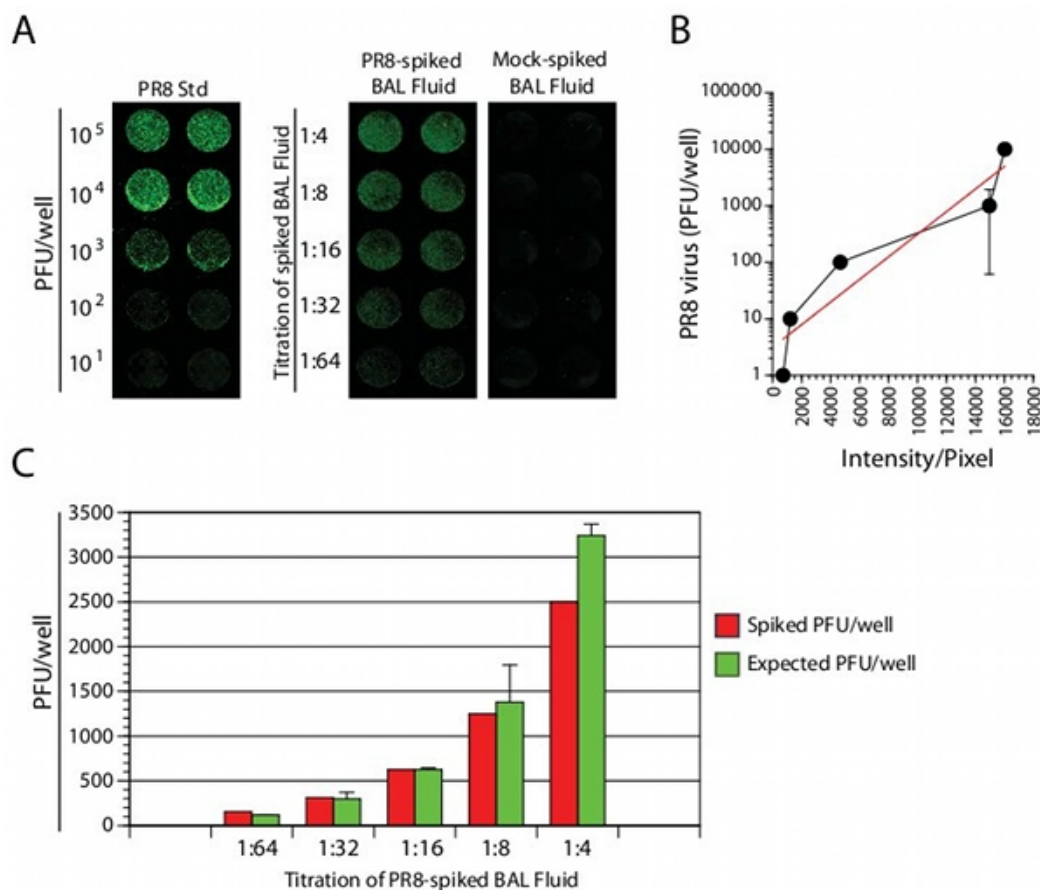 A
PR8 Std
PFU/well
10⁵
10⁴
10³
10²
10¹
PR8-spiked
BAL Fluid
Mock-spiked
BAL Fluid
Titration of spiked BAL Fluid
1:4
1:8
1:16
1:32
1:64
B
PR8 virus (PFU/well)
100000
10000
1000
100
10
1
0
2000
4000
6000
8000
10000
12000
14000
16000
18000
Intensity/Pixel
C
PFU/well
3500
3000
2500
2000
1500
1000
500
0
1:64
1:32
1:16
1:8
1:4
Titration of PR8-spiked BAL Fluid
Spiked PFU/well
Expected PFU/well